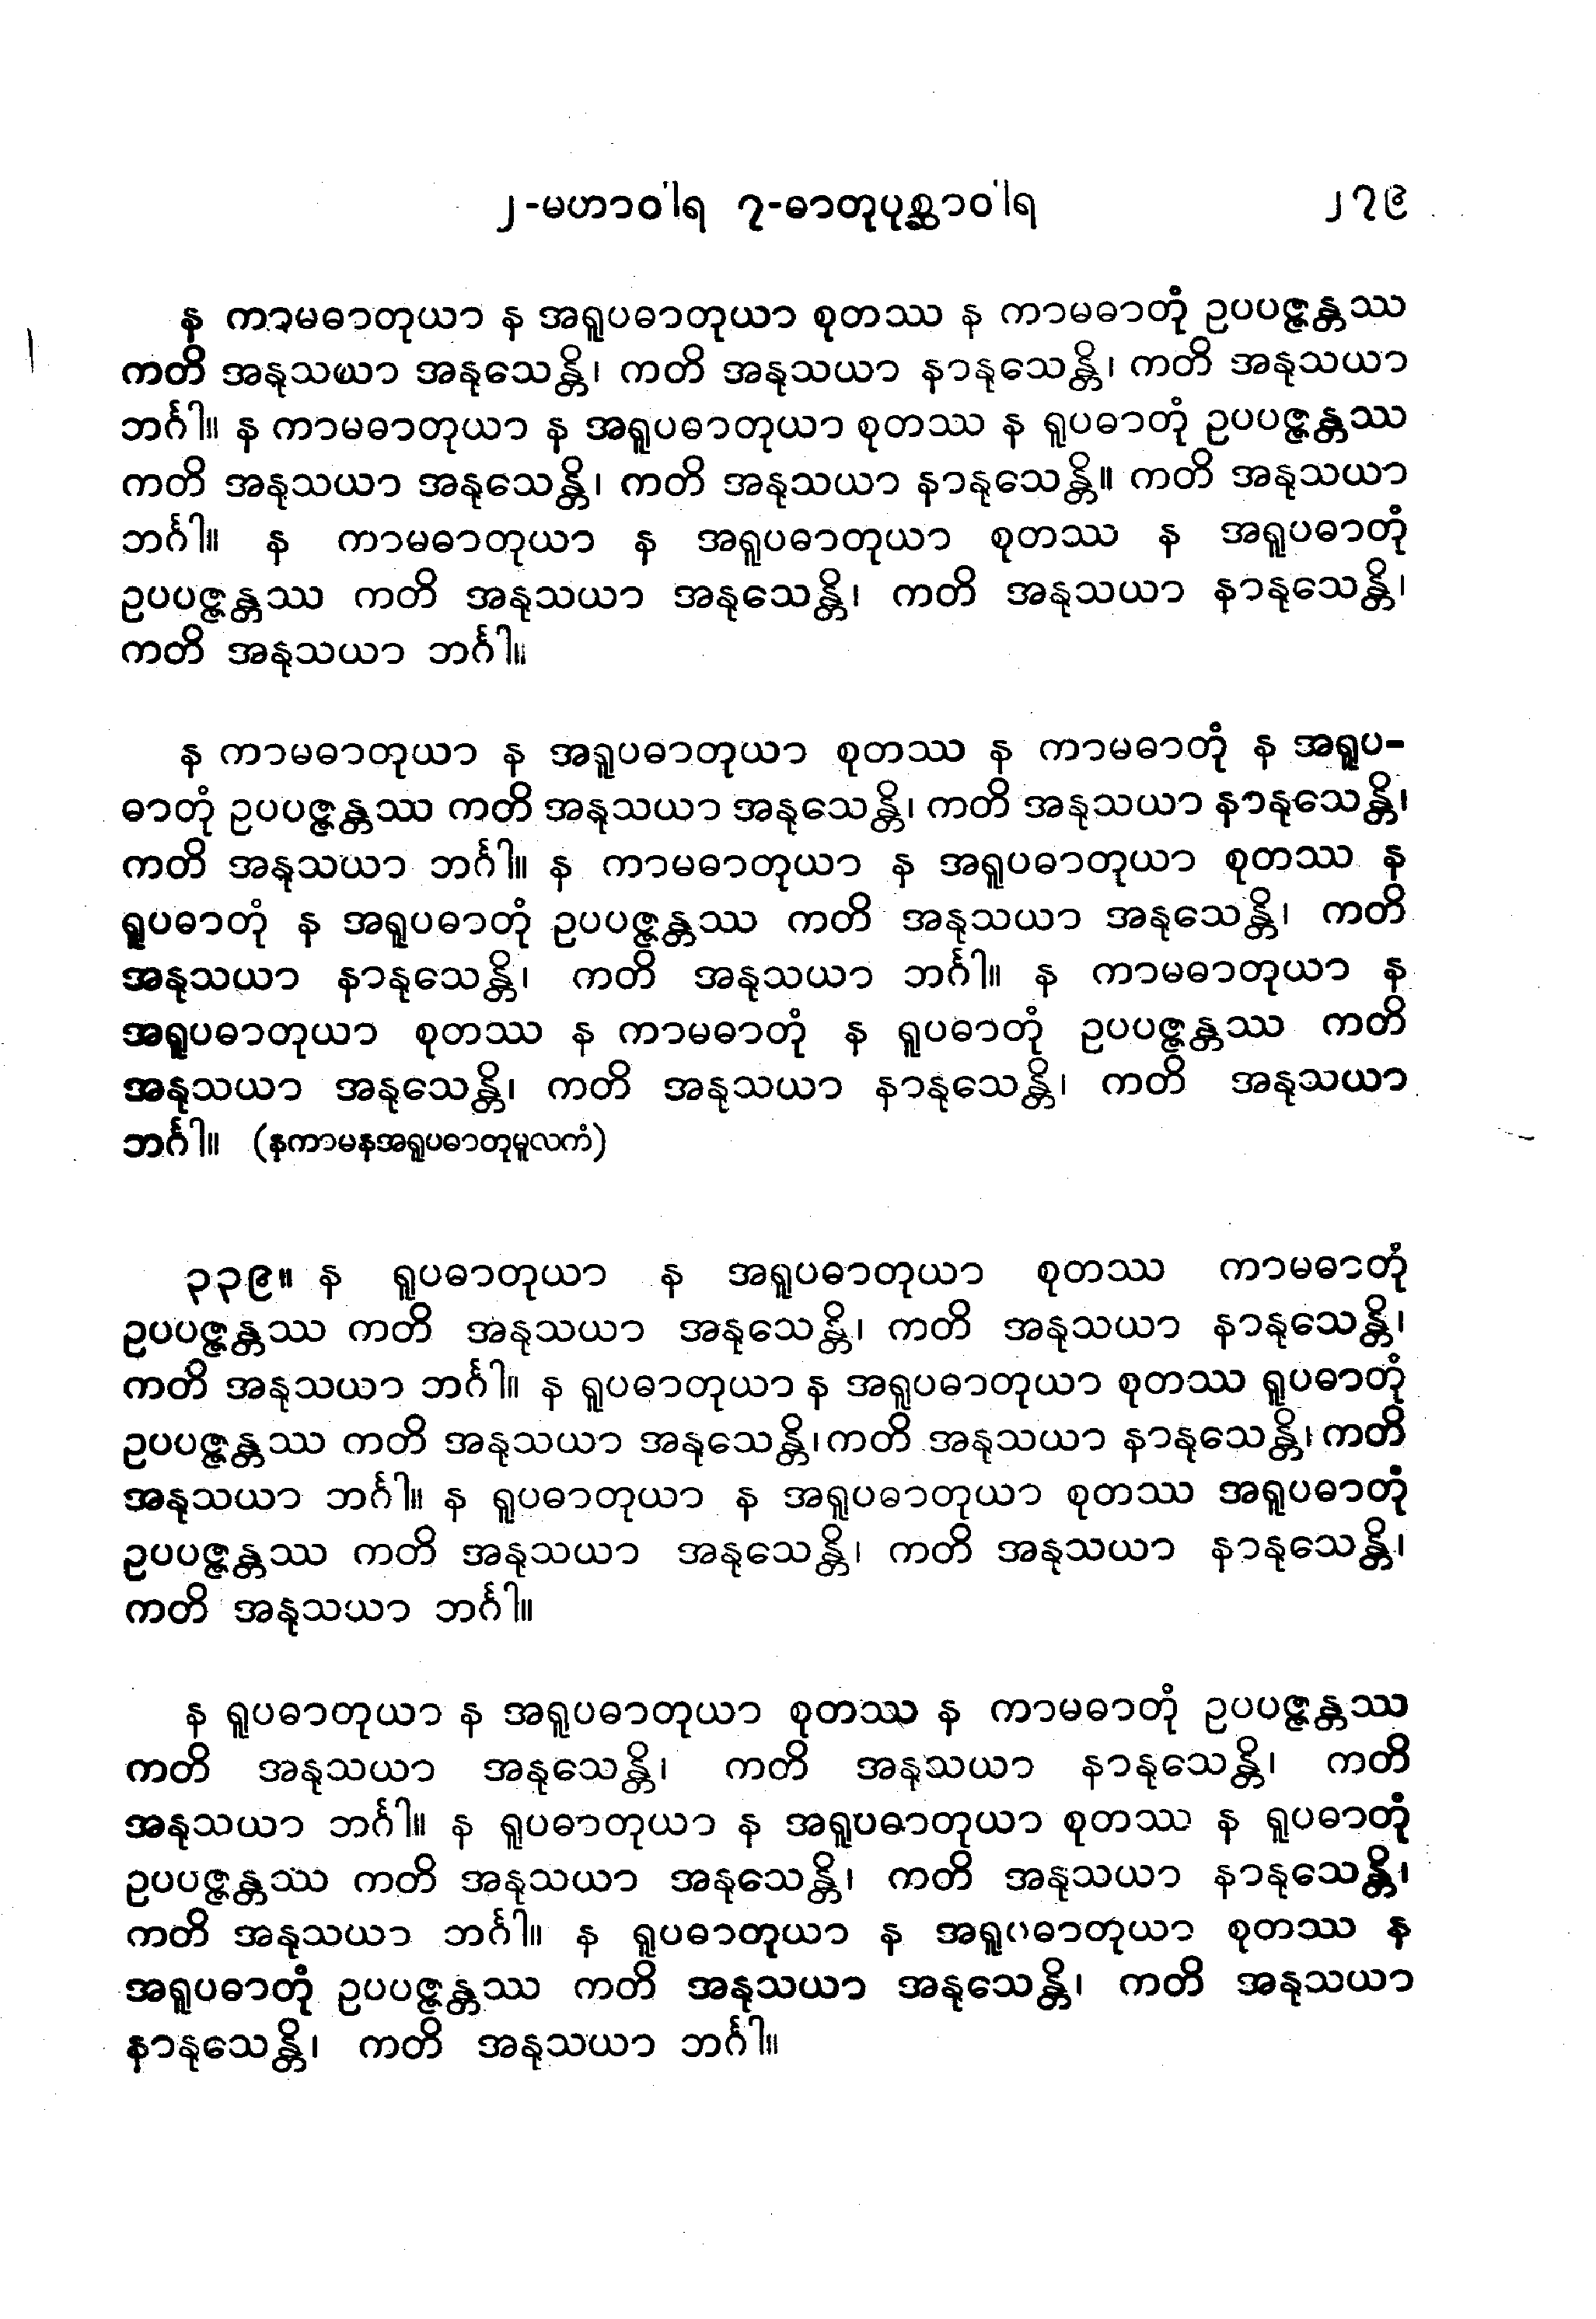 ၂-မဟာဝါရ ၇-ဓာတုပုစ္ဆာဝါရ ၂၇၉
န ကာမဓာတုယာ န အရူပဓာတုယာ စုတဿ န ကာမဓာတုံ ဥပပဇ္ဇန္တဿ
ကတိ အနုသယာ အနုသေန္တိ၊ ကတိ အနုသယာ နာနုသေန္တိ၊ ကတိ အနုသယာ
ဘင်္ဂါ။ န ကာမဓာတုယာ န အရူပဓာတုယာ စုတဿ န ရူပဓာတုံ ဥပပဇ္ဇန္တဿ
ကတိ အနုသယာ အနုသေန္တိ၊ ကတိ အနုသယာ နာနုသေန္တိ။ ကတိ အနုသယာ
ဘင်္ဂါ။ န ကာမဓာတုယာ န အရူပဓာတုယာ စုတဿ န အရူပဓာတုံ
ဥပပဇ္ဇန္တဿ ကတိ အနုသယာ အနုသေန္တိ၊ ကတိ အနုသယာ နာနုသေန္တိ၊
ကတိ အနုသယာ ဘင်္ဂါ။
န ကာမဓာတုယာ န အရူပဓာတုယာ စုတဿ န ကာမဓာတုံ န အရူပ-
ဓာတုံ ဥပပဇ္ဇန္တဿ ကတိ အနုသယာ အနုသေန္တိ၊ ကတိ အနုသယာ နာနုသေန္တိ၊
ကတိ အနုသယာ ဘင်္ဂါ။ န ကာမဓာတုယာ န အရူပဓာတုယာ စုတဿ န
ရူပဓာတုံ န အရူပဓာတုံ ဥပပဇ္ဇန္တဿ ကတိ အနုသယာ အနုသေန္တိ၊ ကတိ
အနုသယာ နာနုသေန္တိ၊ ကတိ အနုသယာ ဘင်္ဂါ။ န ကာမဓာတုယာ န
အရူပဓာတုယာ စုတဿ န ကာမဓာတုံ န ရူပဓာတုံ ဥပပဇ္ဇန္တဿ ကတိ
အနုသယာ အနုသေန္တိ၊ ကတိ အနုသယာ နာနုသေန္တိ၊ ကတိ အနုသယာ
ဘင်္ဂါ။ (နကာမနအရူပဓာတုမူလကံ)
၃၃၉။ န ရူပဓာတုယာ န အရူပဓာတုယာ စုတဿ ကာမဓာတုံ
ဥပပဇ္ဇန္တဿ ကတိ အနုသယာ အနုသေန္တိ၊ ကတိ အနုသယာ နာနုသေန္တိ၊
ကတိ အနုသယာ ဘင်္ဂါ။ န ရူပဓာတုယာ န အရူပဓာတုယာ စုတဿ ရူပဓာတုံ
ဥပပဇ္ဇန္တဿ ကတိ အနုသယာ အနုသေန္တိ၊ကတိ အနုသယာ နာနုသေန္တိ၊ ကတိ
အနုသယာ ဘင်္ဂါ။ န ရူပဓာတုယာ န အရူပဓာတုယာ စုတဿ အရူပဓာတုံ
ဥပပဇ္ဇန္တဿ ကတိ အနုသယာ အနုသေန္တိ၊ ကတိ အနုသယာ နာနုသေန္တိ၊
ကတိ အနုသယာ ဘင်္ဂါ။
န ရူပဓာတုယာ န အရူပဓာတုယာ စုတဿ န ကာမဓာတုံ ဥပပဇ္ဇန္တဿ
ကတိ အနုသယာ အနုသေန္တိ၊ ကတိ အနုသယာ နာနုသေန္တိ၊ ကတိ
အနုသယာ ဘင်္ဂါ။ န ရူပဓာတုယာ န အရူပဓာတုယာ စုတဿ န ရူပဓာတုံ
ဥပပဇ္ဇန္တဿ ကတိ အနုသယာ အနုသေန္တိ၊ ကတိ အနုသယာ နာနုသေန္တိ၊
ကတိ အနုသယာ ဘင်္ဂါ။ န ရူပဓာတုယာ န အရူပဓာတုယာ စုတဿ န
အရူပဓာတုံ ဥပပဇ္ဇန္တဿ ကတိ အနုသယာ အနုသေန္တိ၊ ကတိ အနုသယာ
နာနုသေန္တိ၊ ကတိ အနုသယာ ဘင်္ဂါ။